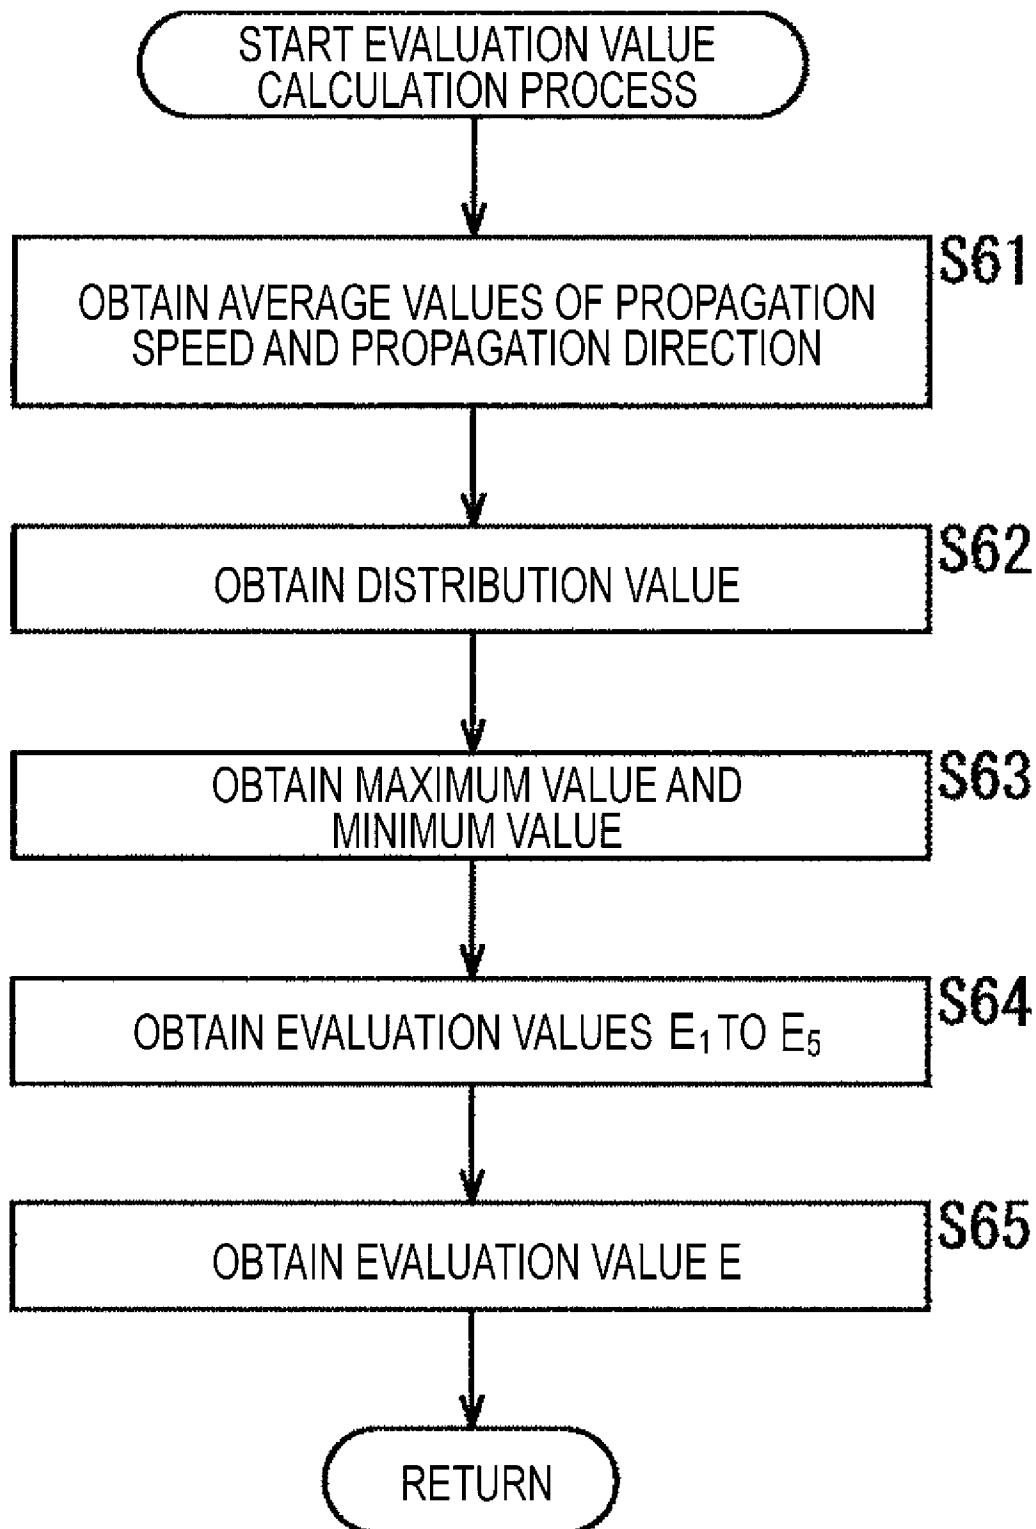 START EVALUATION VALUE
CALCULATION PROCESS
S61
OBTAIN AVERAGE VALUES OF PROPAGATION
SPEED AND PROPAGATION DIRECTION
S62
OBTAIN DISTRIBUTION VALUE
S63
OBTAIN MAXIMUM VALUE AND
MINIMUM VALUE
S64
OBTAIN EVALUATION VALUES E₁ TO E₅
S65
OBTAIN EVALUATION VALUE E
RETURN